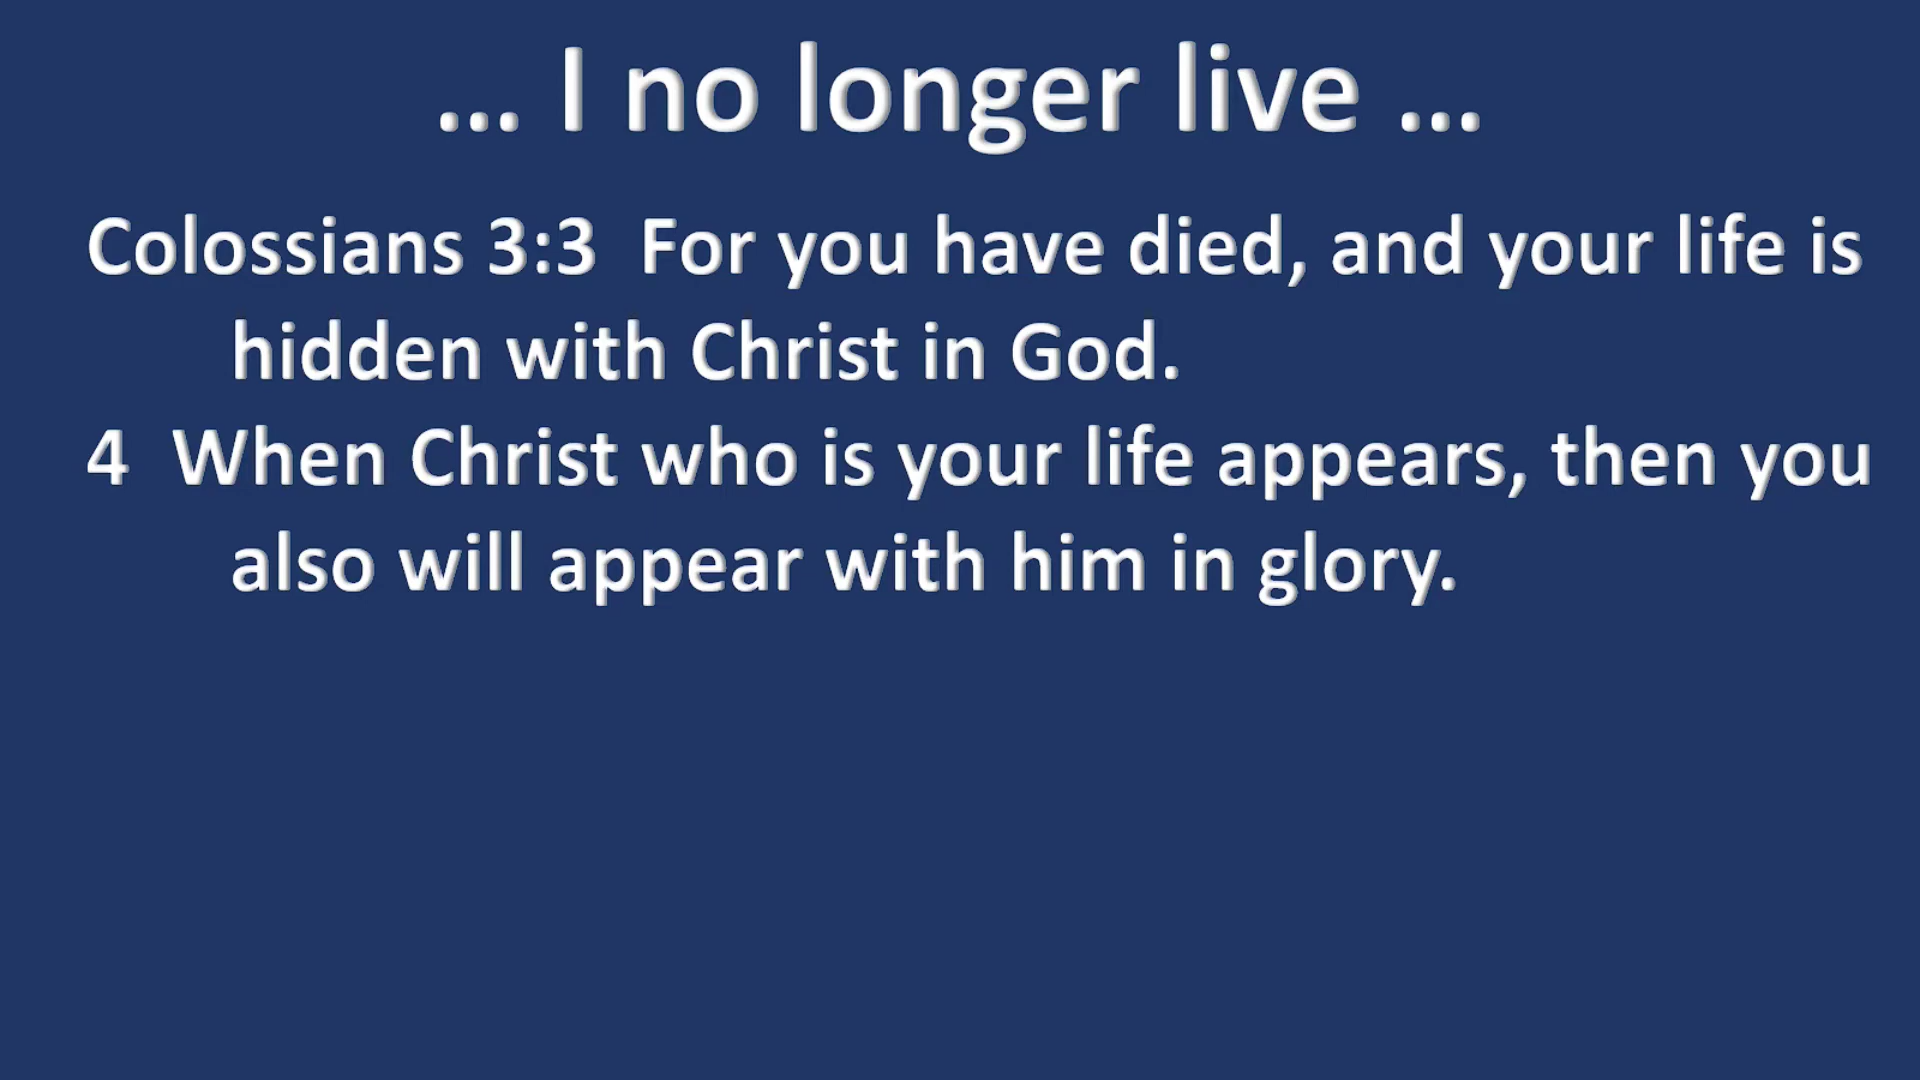 ... I no longer live ...
Colossians 3:3  For you have died, and your life is
hidden with Christ in God.
4  When Christ who is your life appears, then you
also will appear with him in glory.